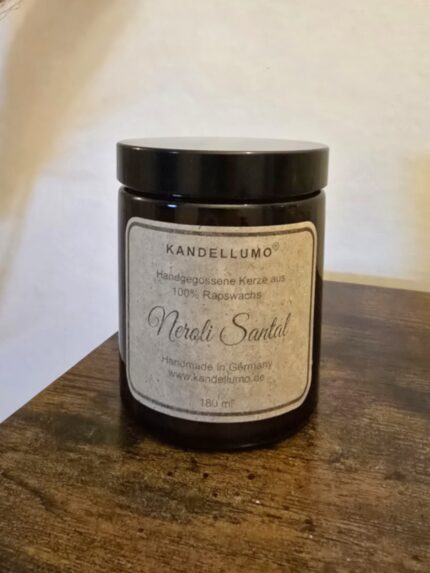 KANDELLUMO®
Handgegossene Kerze aus
100% Rapswachs
Neroli Santal
Handmade in Germany
www.kandellumo.de
180 ml